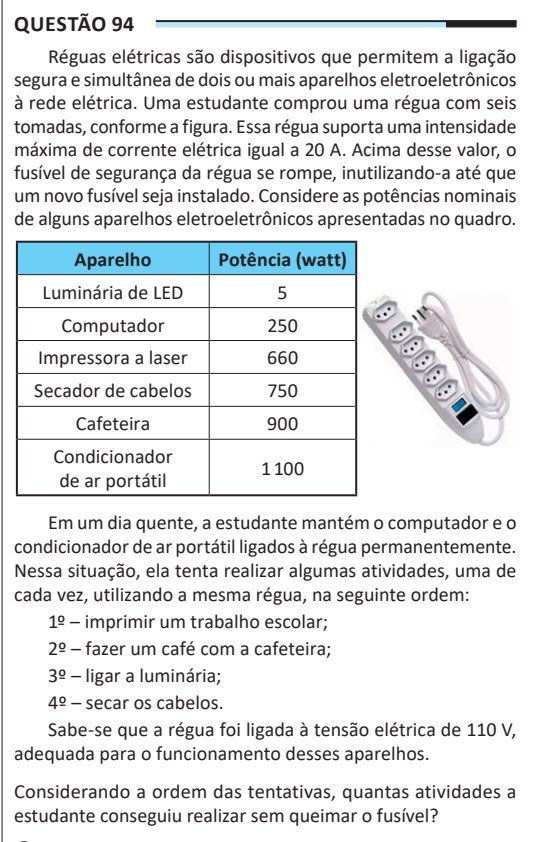 QUESTÃO 94
Réguas elétricas são dispositivos que permitem a ligação
segura e simultânea de dois ou mais aparelhos eletroeletrônicos
à rede elétrica. Uma estudante comprou uma régua com seis
tomadas, conforme a figura. Essa régua suporta uma intensidade
máxima de corrente elétrica igual a 20 A. Acima desse valor, o
fusível de segurança da régua se rompe, inutilizando-a até que
um novo fusível seja instalado. Considere as potências nominais
de alguns aparelhos eletroeletrônicos apresentadas no quadro.
Aparelho Potência (watt)
Luminária de LED 5
Computador 250
Impressora a laser 660
Secador de cabelos 750
Cafeteira 900
Condicionador
de ar portátil 1 100
Em um dia quente, a estudante mantém o computador e o
condicionador de ar portátil ligados à régua permanentemente.
Nessa situação, ela tenta realizar algumas atividades, uma de
cada vez, utilizando a mesma régua, na seguinte ordem:
1º – imprimir um trabalho escolar;
2º – fazer um café com a cafeteira;
3º – ligar a luminária;
4º – secar os cabelos.
Sabe-se que a régua foi ligada à tensão elétrica de 110 V,
adequada para o funcionamento desses aparelhos.
Considerando a ordem das tentativas, quantas atividades a
estudante conseguiu realizar sem queimar o fusível?